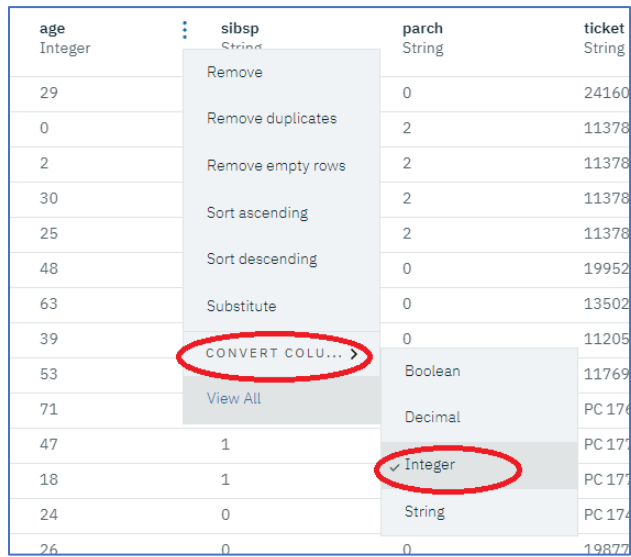 age sibsp parch ticket
Integer String String String
Remove
29 0 24160
Remove duplicates
0 2 11378
2 Remove empty rows 2 11378
30 2 11378
Sort ascending
25 2 11378
Sort descending
48 0 19952
63 Substitute 0 13502
39 0 11205
CONVERT COLU... >
53 Boolean 11769
View All
71 Decimal PC 176
47 1 PC 177
✓ Integer
18 1 PC 177
24 0 String PC 174
26 0 0 19877